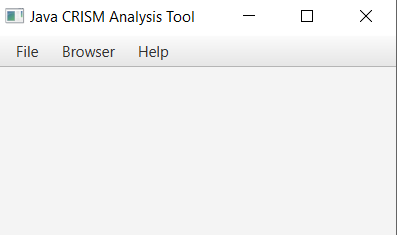 Java CRISM Analysis Tool
File Browser Help